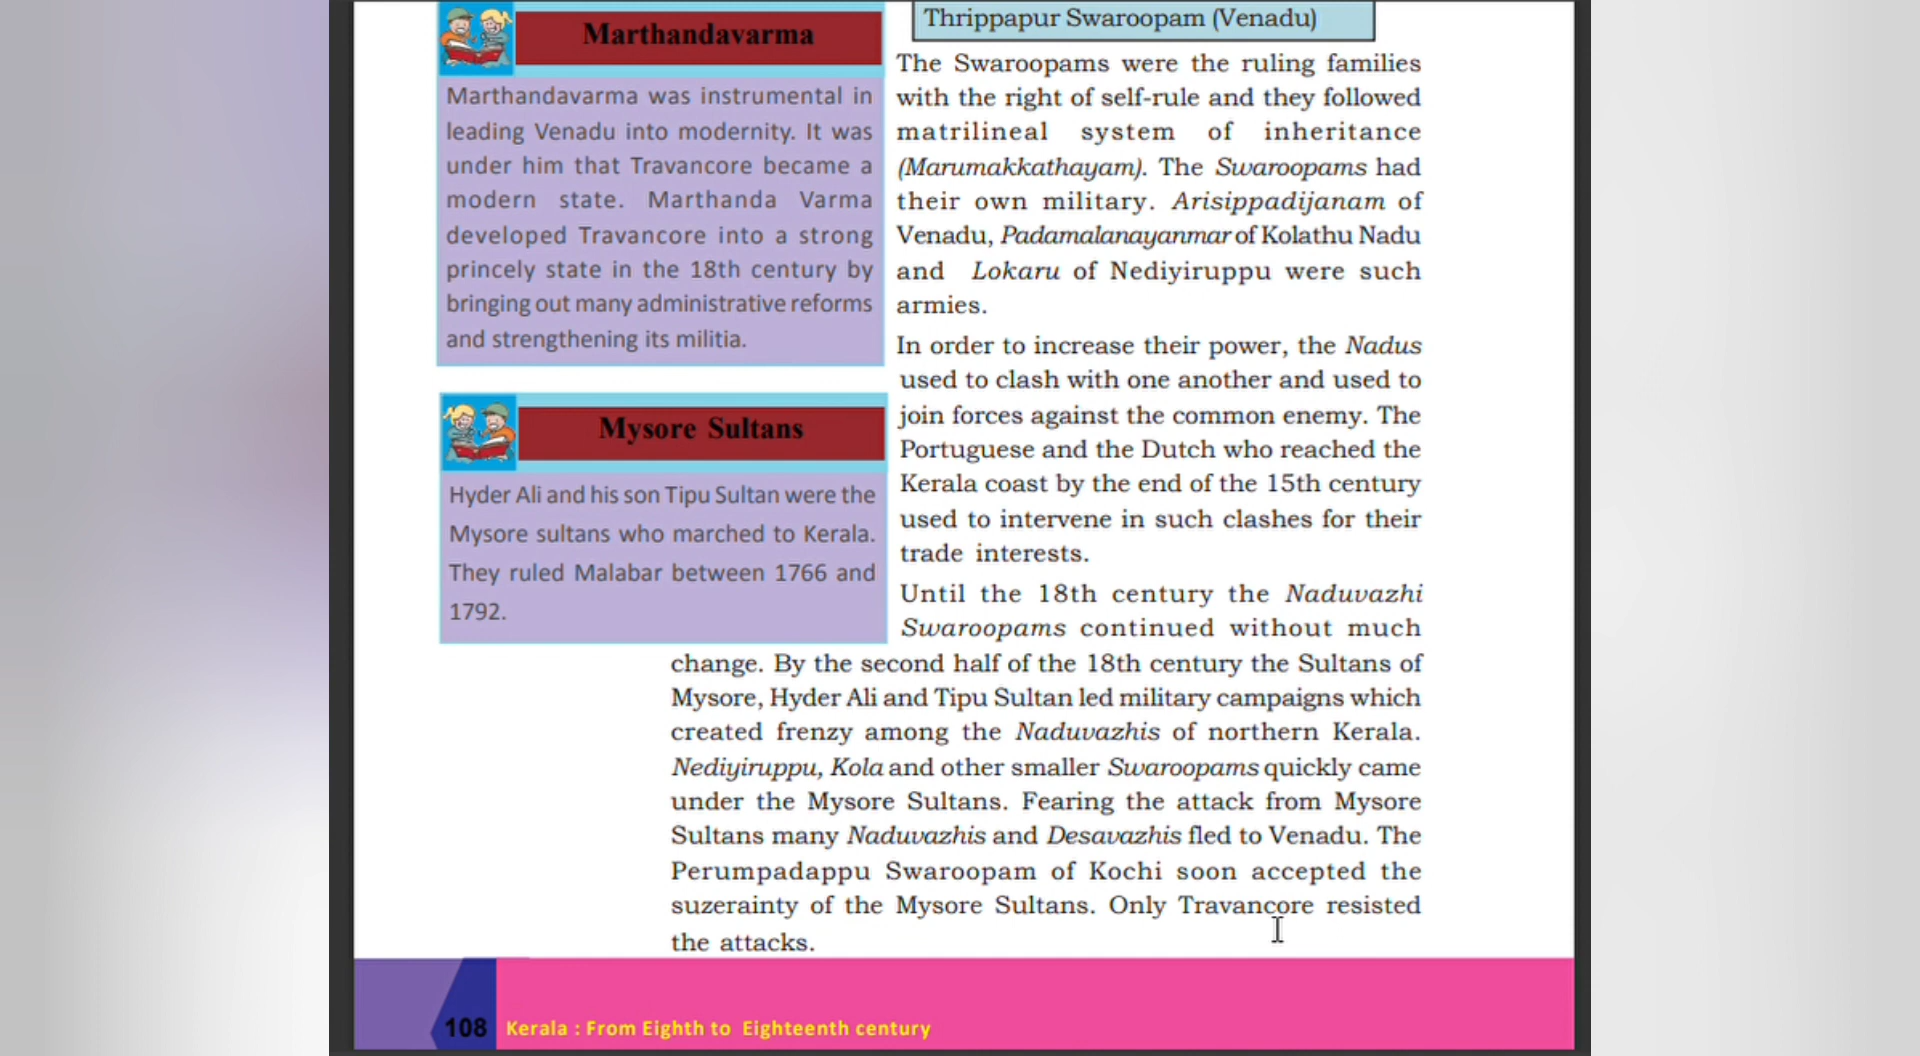 Marthandavarma
Marthandavarma was instrumental in
leading Venadu into modernity. It was
under him that Travancore became a
modern state. Marthanda Varma
developed Travancore into a strong
princely state in the 18th century by
bringing out many administrative reforms
and strengthening its militia.
Mysore Sultans
Hyder Ali and his son Tipu Sultan were the
Mysore sultans who marched to Kerala.
They ruled Malabar between 1766 and
1792.
Thrippapur Swaroopam (Venadu)
The Swaroopams were the ruling families
with the right of self-rule and they followed
matrilineal system of inheritance
(Marumakkathayam). The Swaroopams had
their own military. Arisippadijanam of
Venadu, Padamalanayanmar of Kolathu Nadu
and Lokaru of Nediyiruppu were such
armies.
In order to increase their power, the Nadus
used to clash with one another and used to
join forces against the common enemy. The
Portuguese and the Dutch who reached the
Kerala coast by the end of the 15th century
used to intervene in such clashes for their
trade interests.
Until the 18th century the Naduvazhi
Swaroopams continued without much
change. By the second half of the 18th century the Sultans of
Mysore, Hyder Ali and Tipu Sultan led military campaigns which
created frenzy among the Naduvazhis of northern Kerala.
Nediyiruppu, Kola and other smaller Swaroopams quickly came
under the Mysore Sultans. Fearing the attack from Mysore
Sultans many Naduvazhis and Desavazhis fled to Venadu. The
Perumpadappu Swaroopam of Kochi soon accepted the
suzerainty of the Mysore Sultans. Only Travancore resisted
the attacks.
108 Kerala : From Eighth to Eighteenth century